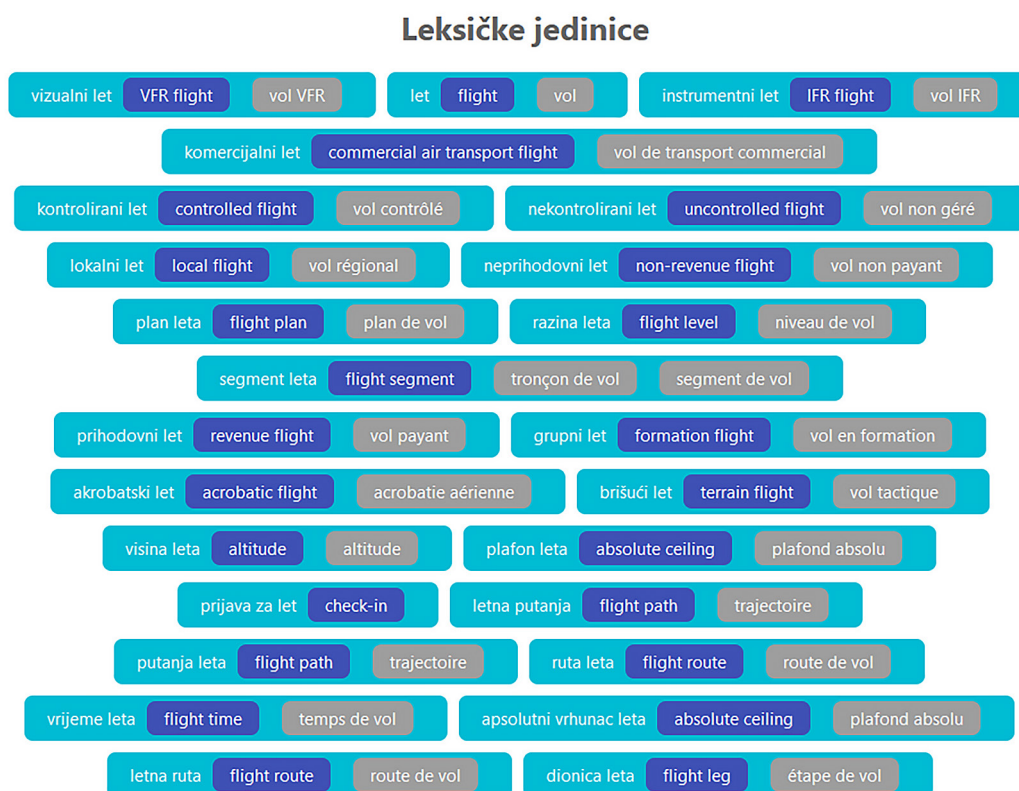 Leksičke jedinice
vizualni let VFR flight vol VFR let flight vol instrumentni let IFR flight vol IFR
komercijalni let commercial air transport flight vol de transport commercial
kontrolirani let controlled flight vol contrôlé nekontrolirani let uncontrolled flight vol non géré
lokalni let local flight vol régional neprihodovni let non-revenue flight vol non payant
plan leta flight plan plan de vol razina leta flight level niveau de vol
segment leta flight segment tronçon de vol segment de vol
prihodovni let revenue flight vol payant grupni let formation flight vol en formation
akrobatski let acrobatic flight acrobatie aérienne brišući let terrain flight vol tactique
visina leta altitude altitude plafon leta absolute ceiling plafond absolu
prijava za let check-in letna putanja flight path trajectoire
putanja leta flight path trajectoire ruta leta flight route route de vol
vrijeme leta flight time temps de vol apsolutni vrhunac leta absolute ceiling plafond absolu
letna ruta flight route route de vol dionica leta flight leg étape de vol